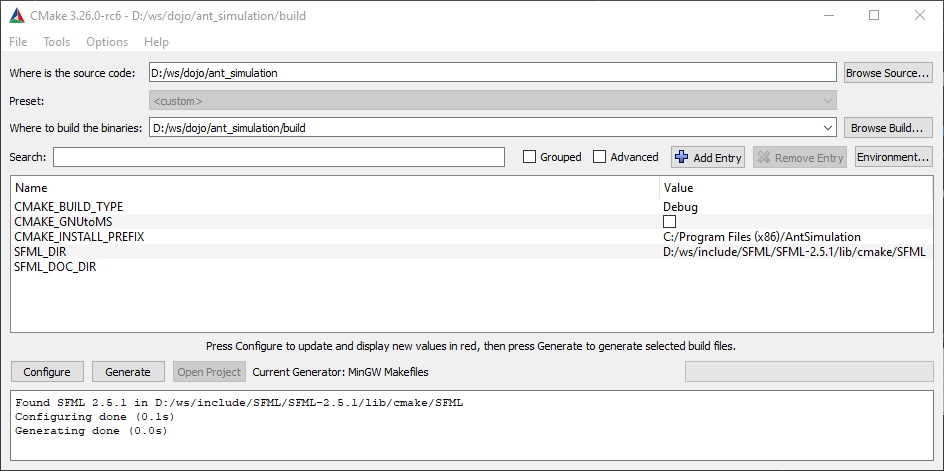 CMake 3.26.0-rc6 - D:/ws/dojo/ant_simulation/build
File Tools Options Help
Where is the source code: D:/ws/dojo/ant_simulation Browse Source...
Preset: <custom>
Where to build the binaries: D:/ws/dojo/ant_simulation/build Browse Build...
Search: Grouped Advanced Add Entry Remove Entry Environment...
Name Value
CMAKE_BUILD_TYPE Debug
CMAKE_GNUtoMS
CMAKE_INSTALL_PREFIX C:/Program Files (x86)/AntSimulation
SFML_DIR D:/ws/include/SFML/SFML-2.5.1/lib/cmake/SFML
SFML_DOC_DIR
Press Configure to update and display new values in red, then press Generate to generate selected build files.
Configure Generate Open Project Current Generator: MinGW Makefiles
Found SFML 2.5.1 in D:/ws/include/SFML/SFML-2.5.1/lib/cmake/SFML
Configuring done (0.1s)
Generating done (0.0s)